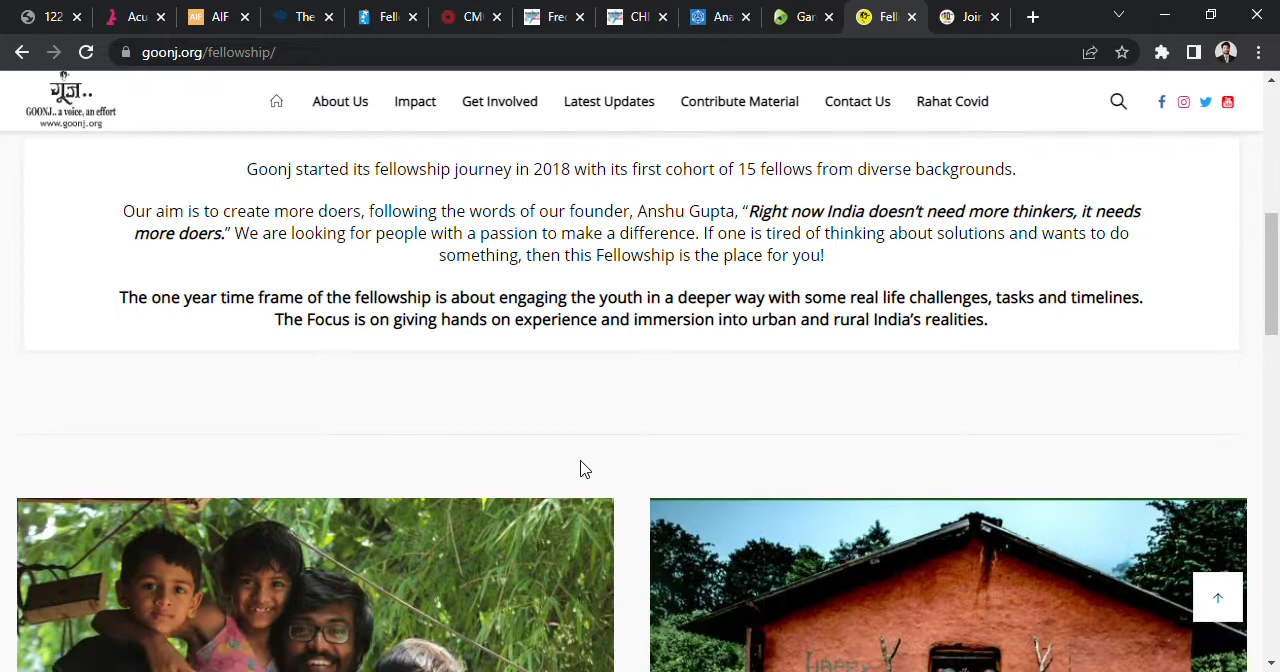 122
Acu
AIF
AIF
The
Fell
CM
Fre
CHI
Ana
Gar
Fell
Join
goonj.org/fellowship/
गूंज..
GOONJ.. a voice, an effort
www.goonj.org
About Us
Impact
Get Involved
Latest Updates
Contribute Material
Contact Us
Rahat Covid
Goonj started its fellowship journey in 2018 with its first cohort of 15 fellows from diverse backgrounds.
Our aim is to create more doers, following the words of our founder, Anshu Gupta, “Right now India doesn’t need more thinkers, it needs
more doers.” We are looking for people with a passion to make a difference. If one is tired of thinking about solutions and wants to do
something, then this Fellowship is the place for you!
The one year time frame of the fellowship is about engaging the youth in a deeper way with some real life challenges, tasks and timelines.
The Focus is on giving hands on experience and immersion into urban and rural India’s realities.
HAPPY